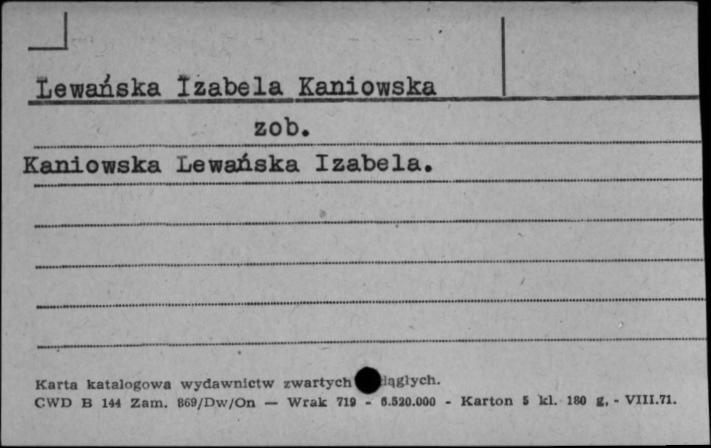 Lewańska Izabela Kaniowska
zob.
Kaniowska Lewańska Izabela.
Karta katalogowa wydawnictw zwartych
CWD B 144 Zam. 869/Dw/On — Wrak 719 - 6.520.000 - Karton 5 kl. 180 g. - VIII.71.